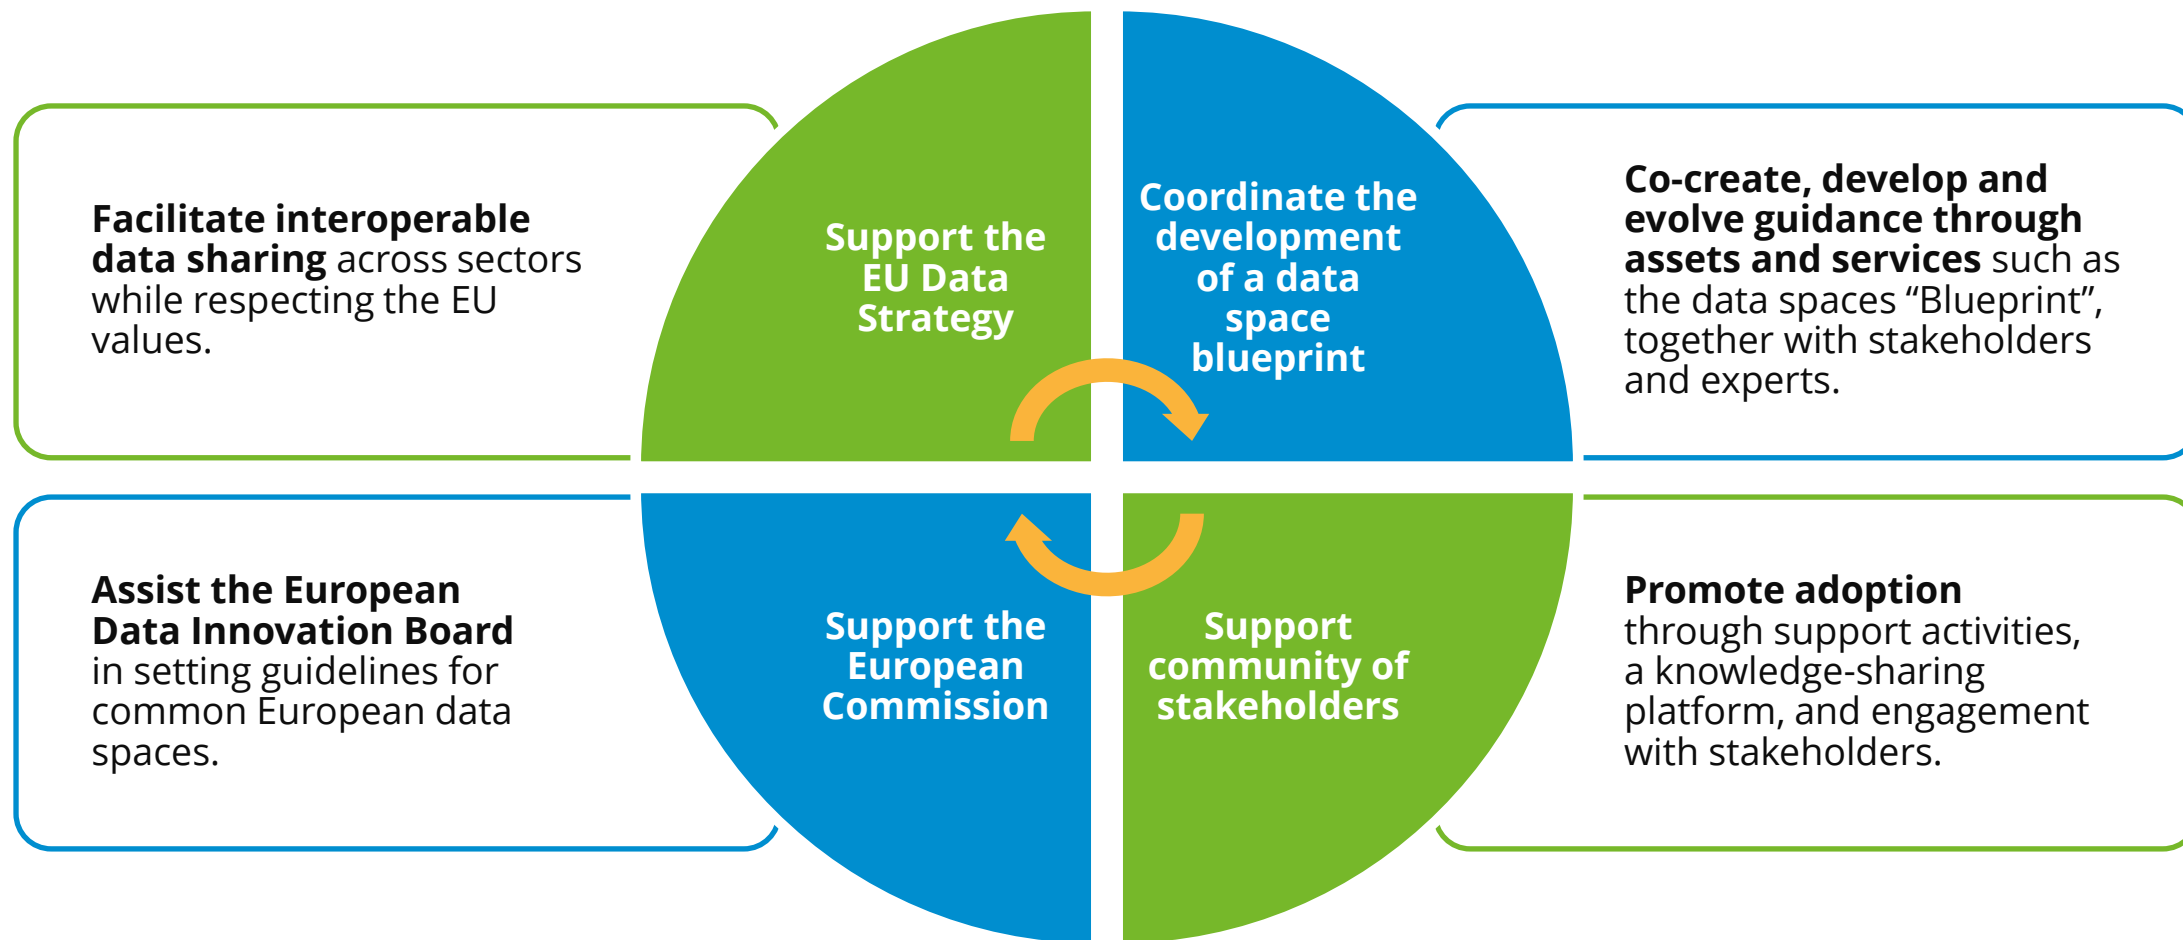 Facilitate interoperable
data sharing across sectors
while respecting the EU
values.
Support the
EU Data
Strategy
Coordinate the
development
of a data
space
blueprint
Co-create, develop and
evolve guidance through
assets and services such as
the data spaces “Blueprint”,
together with stakeholders
and experts.
Assist the European
Data Innovation Board
in setting guidelines for
common European data
spaces.
Support the
European
Commission
Support
community of
stakeholders
Promote adoption
through support activities,
a knowledge-sharing
platform, and engagement
with stakeholders.